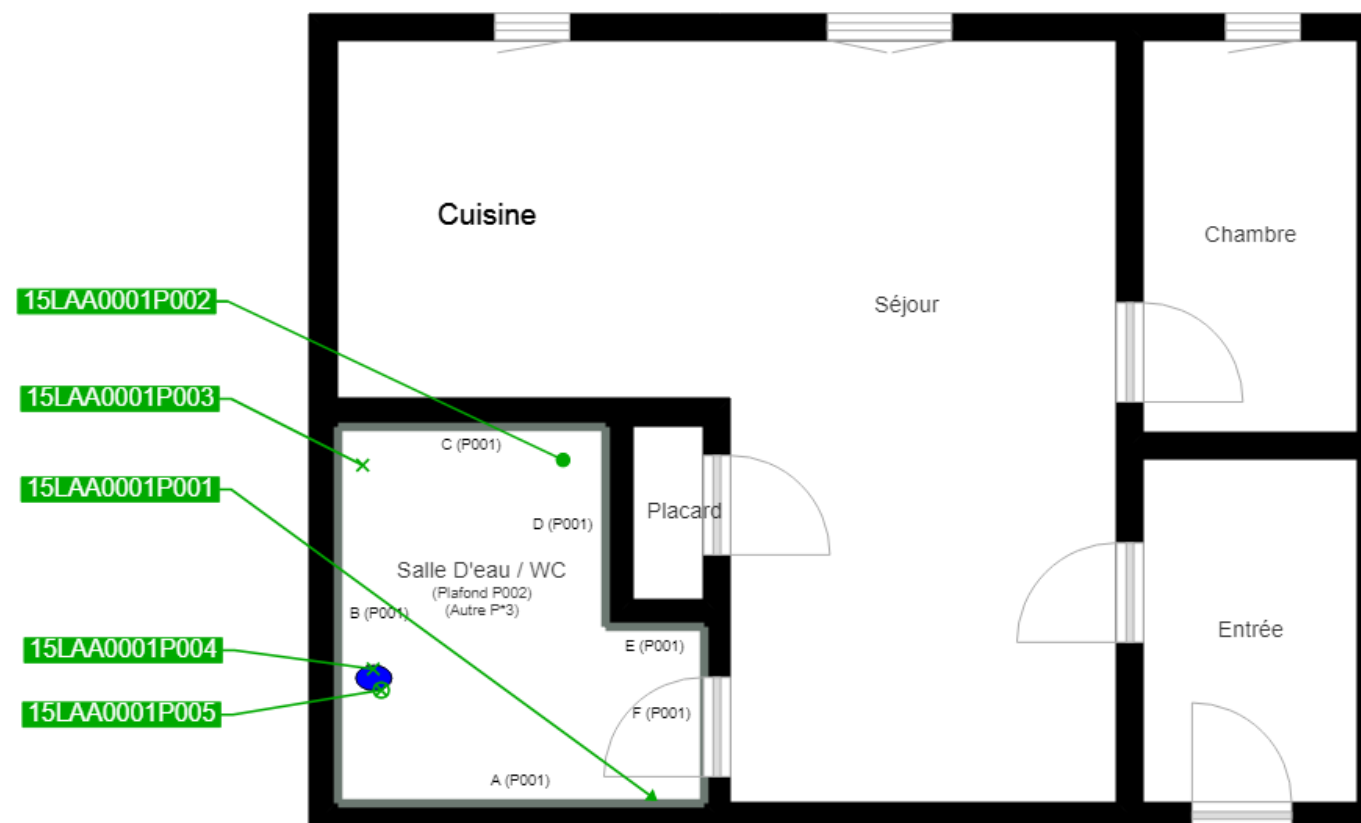 Cuisine
Chambre
15LAA0001P002
Séjour
15LAA0001P003
C (P001)
15LAA0001P001
Placard
D (P001)
Salle D'eau / WC
(Plafond P002)
(Autre P*3)
B (P001)
Entrée
E (P001)
15LAA0001P004
15LAA0001P005
F (P001)
A (P001)